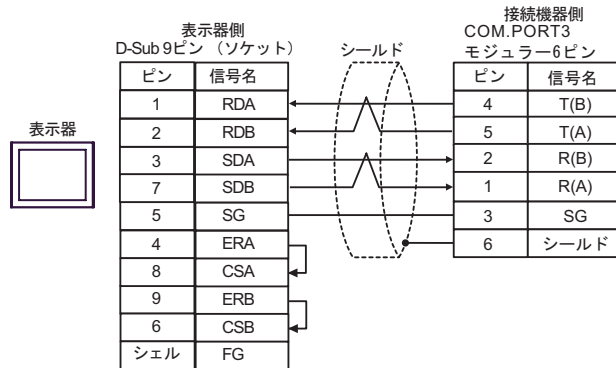 表示器側
D-Sub 9ピン （ソケット）
シールド
接続機器側
COM.PORT3
モジュラー6ピン
表示器
ピン 信号名
1 RDA
2 RDB
3 SDA
7 SDB
5 SG
4 ERA
8 CSA
9 ERB
6 CSB
シェル FG
ピン 信号名
4 T(B)
5 T(A)
2 R(B)
1 R(A)
3 SG
6 シールド